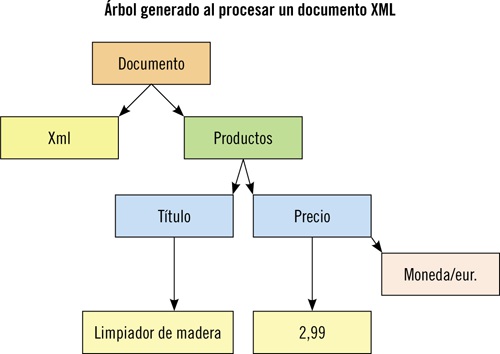 Árbol generado al procesar un documento XML
Documento
Xml
Productos
Título
Precio
Moneda/eur.
Limpiador de madera
2,99